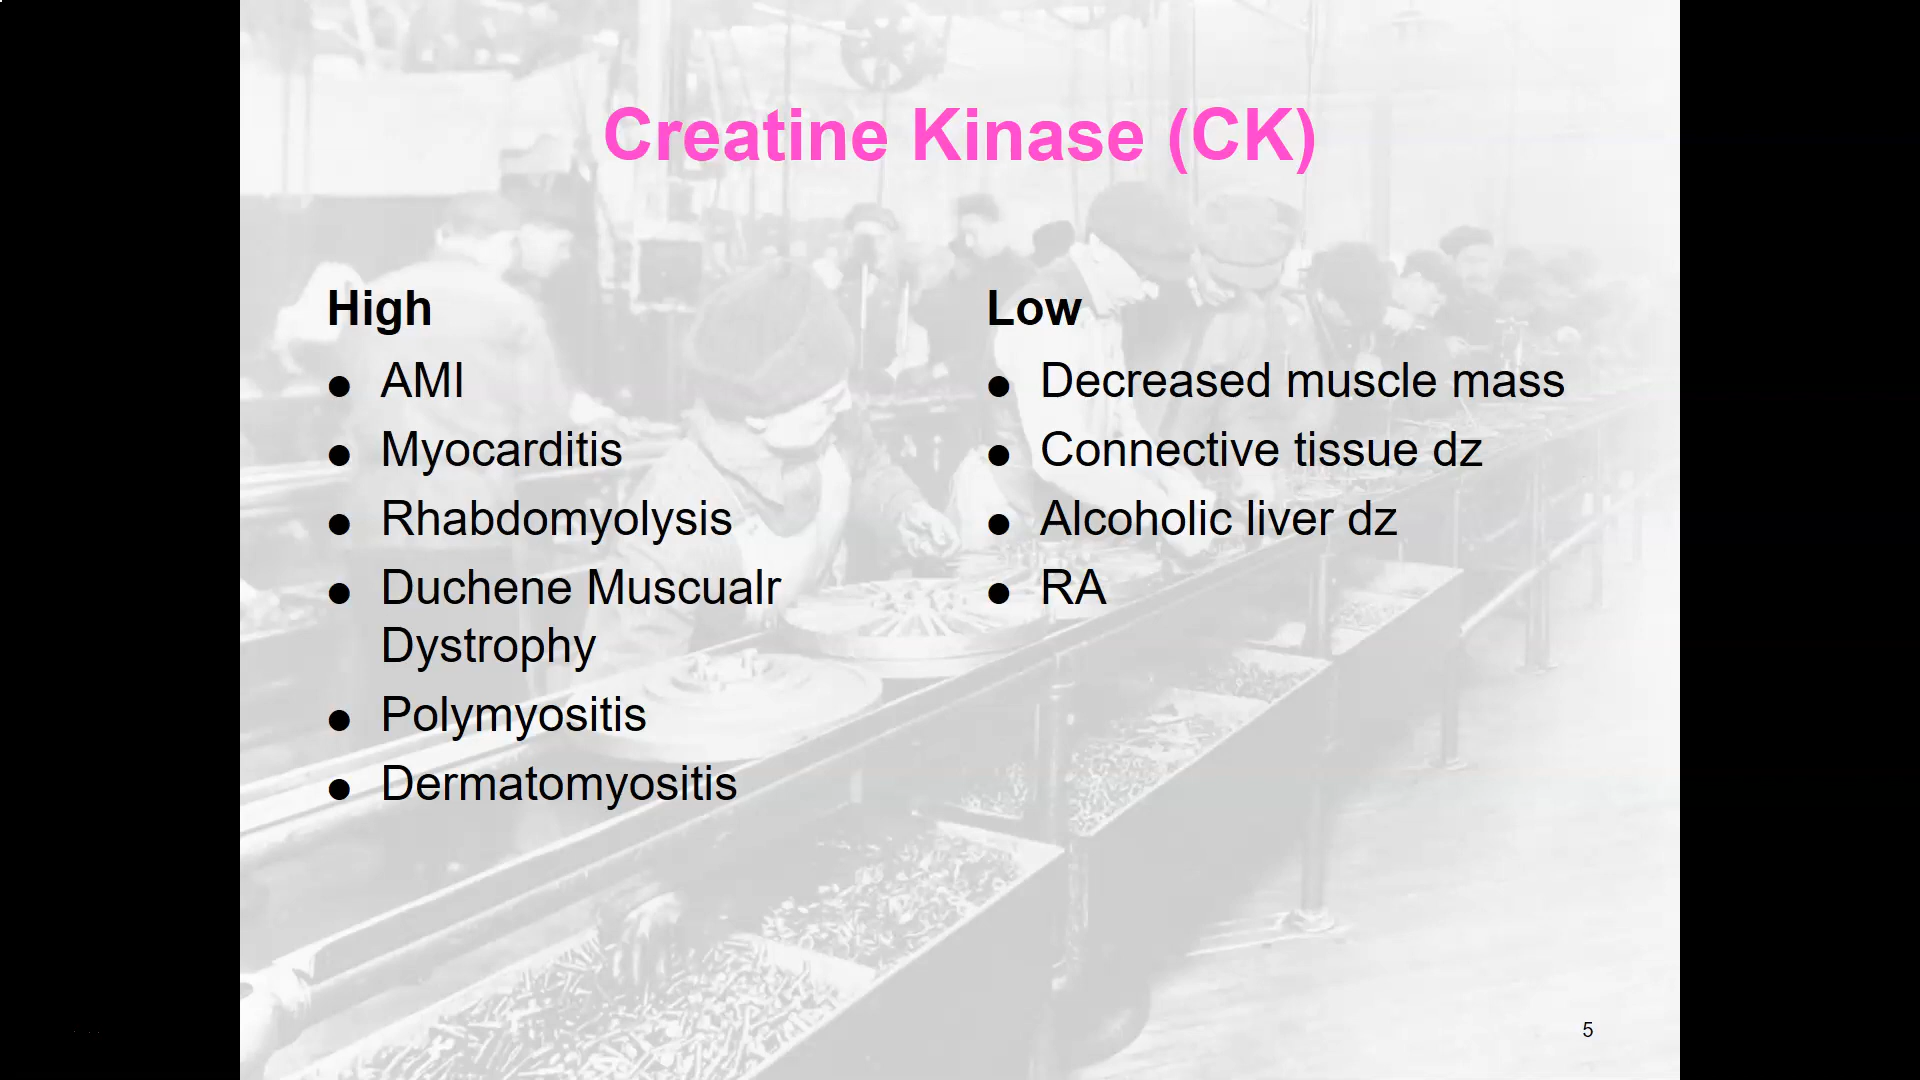 Creatine Kinase (CK)
High
● AMI
● Myocarditis
● Rhabdomyolysis
● Duchene Muscualr
Dystrophy
● Polymyositis
● Dermatomyositis
Low
● Decreased muscle mass
● Connective tissue dz
● Alcoholic liver dz
● RA
5